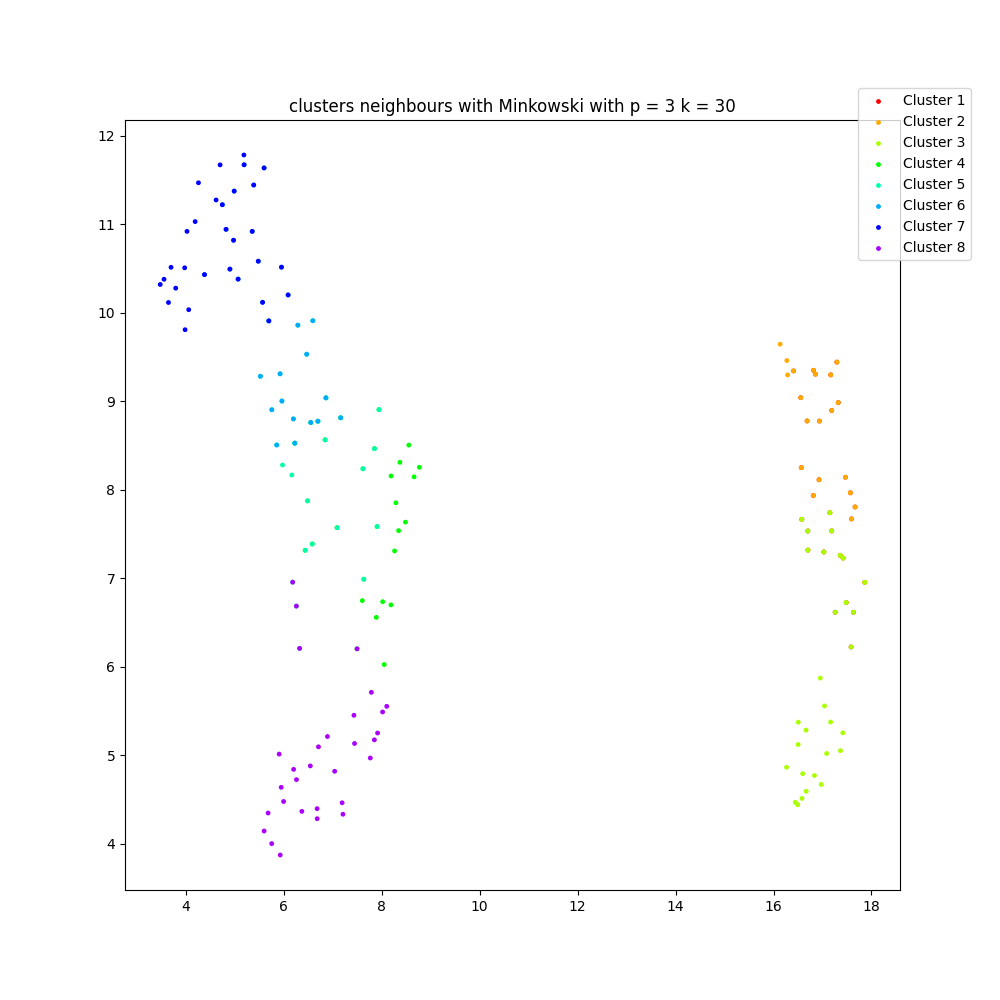 clusters neighbours with Minkowski with p = 3 k = 30
Cluster 1
Cluster 2
Cluster 3
Cluster 4
Cluster 5
Cluster 6
Cluster 7
Cluster 8
12
11
10
9
8
7
6
5
4
4 6 8 10 12 14 16 18